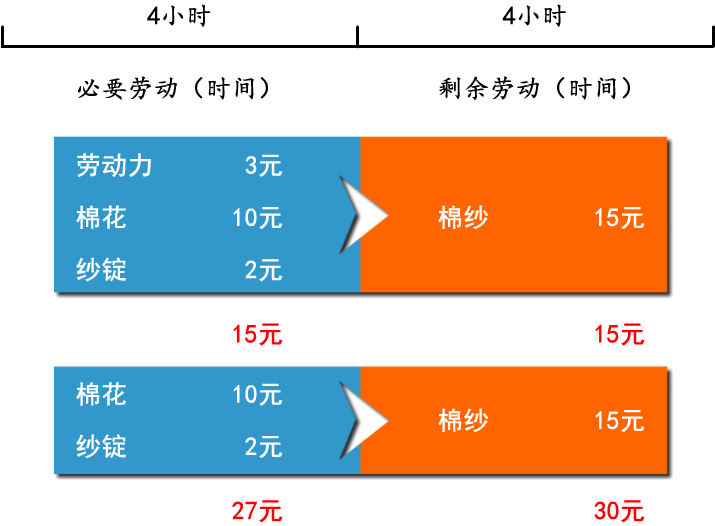 4小时 4小时
必要劳动（时间） 剩余劳动（时间）
劳动力 3元
棉花 10元 棉纱 15元
纱锭 2元
15元 15元
棉花 10元
棉纱 15元
纱锭 2元
27元 30元